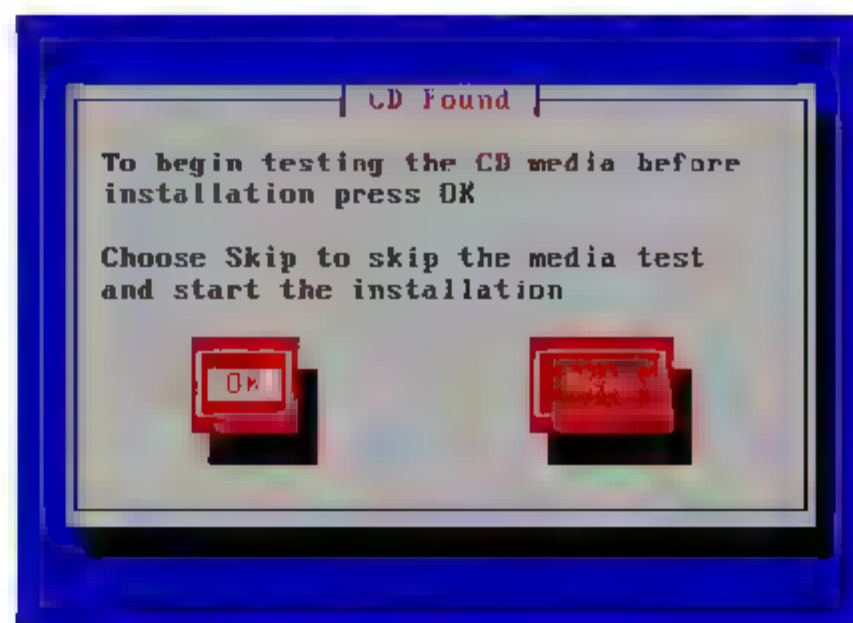 CD Found
To begin testing the CD media before
installation press OK
Choose Skip to skip the media test
and start the installation
OK